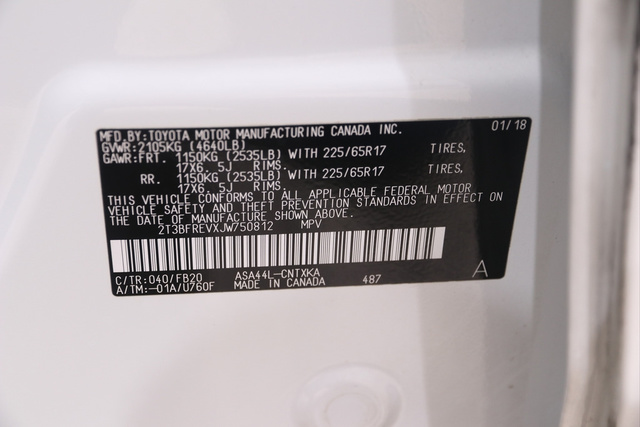 MFD.BY:TOYOTA MOTOR MANUFACTURING CANADA INC. 01/18
GVWR:2105KG (4640LB)
GAWR:FRT. 1150KG (2535LB) WITH 225/65R17 TIRES,
17X6. 5J RIMS.
RR. 1150KG (2535LB) WITH 225/65R17 TIRES,
17X6. 5J RIMS.
THIS VEHICLE CONFORMS TO ALL APPLICABLE FEDERAL MOTOR
VEHICLE SAFETY AND THEFT PREVENTION STANDARDS IN EFFECT ON
THE DATE OF MANUFACTURE SHOWN ABOVE.
2T3BFREVXJW750812 MPV
C/TR:040/FB20 ASA44L-CNTXKA
A/TM:-01A/U760F MADE IN CANADA 487 A